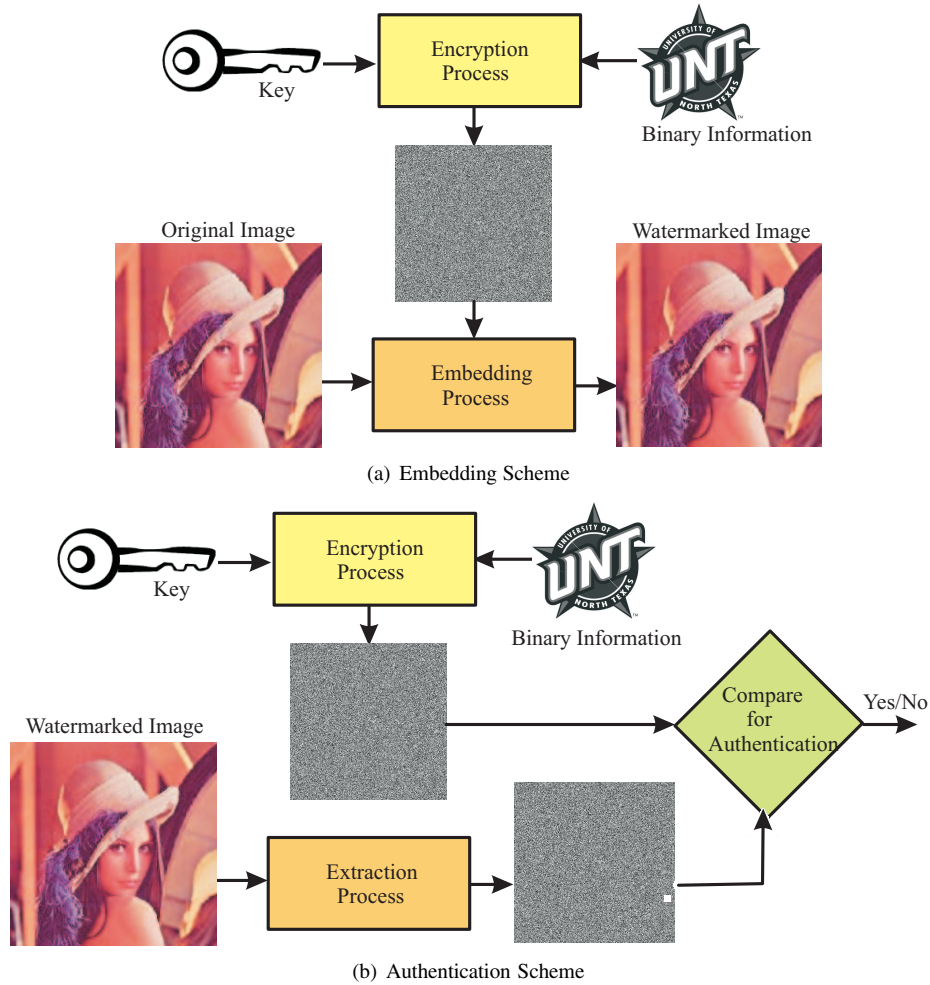 Encryption
Process
Key
UNIVERSITY OF
UNT
NORTH TEXAS
™
Binary Information
Original Image
Watermarked Image
Embedding
Process
(a) Embedding Scheme
Encryption
Process
Key
UNIVERSITY OF
UNT
NORTH TEXAS
™
Binary Information
Compare
for
Authentication
Yes/No
Watermarked Image
Extraction
Process
(b) Authentication Scheme